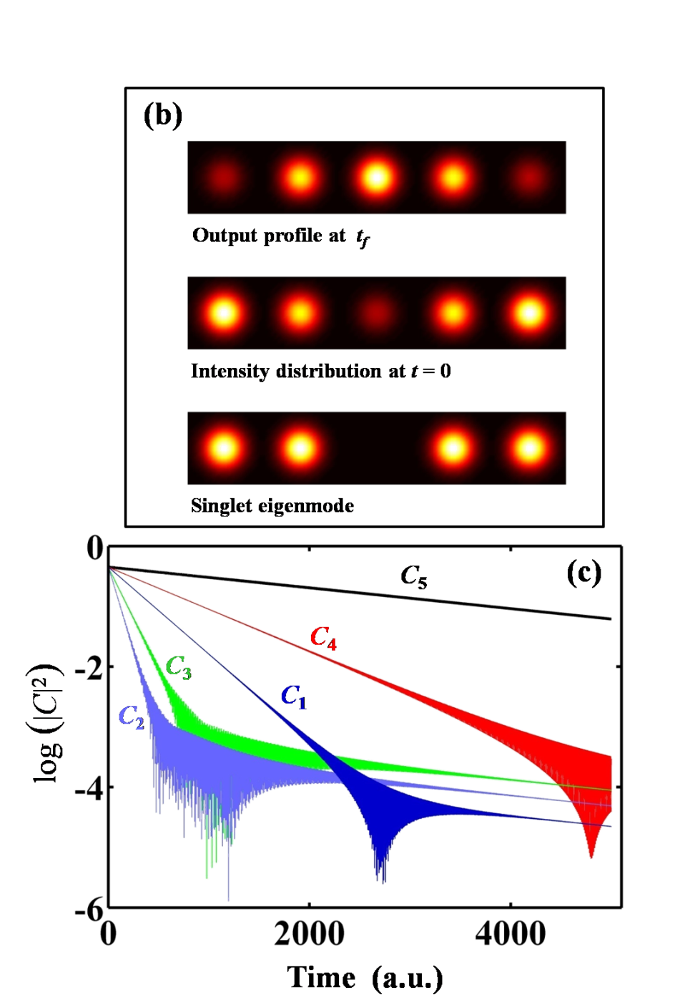 (b)
Output profile at t_f
Intensity distribution at t = 0
Singlet eigenmode
(c)
0
-2
-4
-6
log (|C|²)
C₅
C₄
C₃
C₁
C₂
0 2000 4000
Time (a.u.)